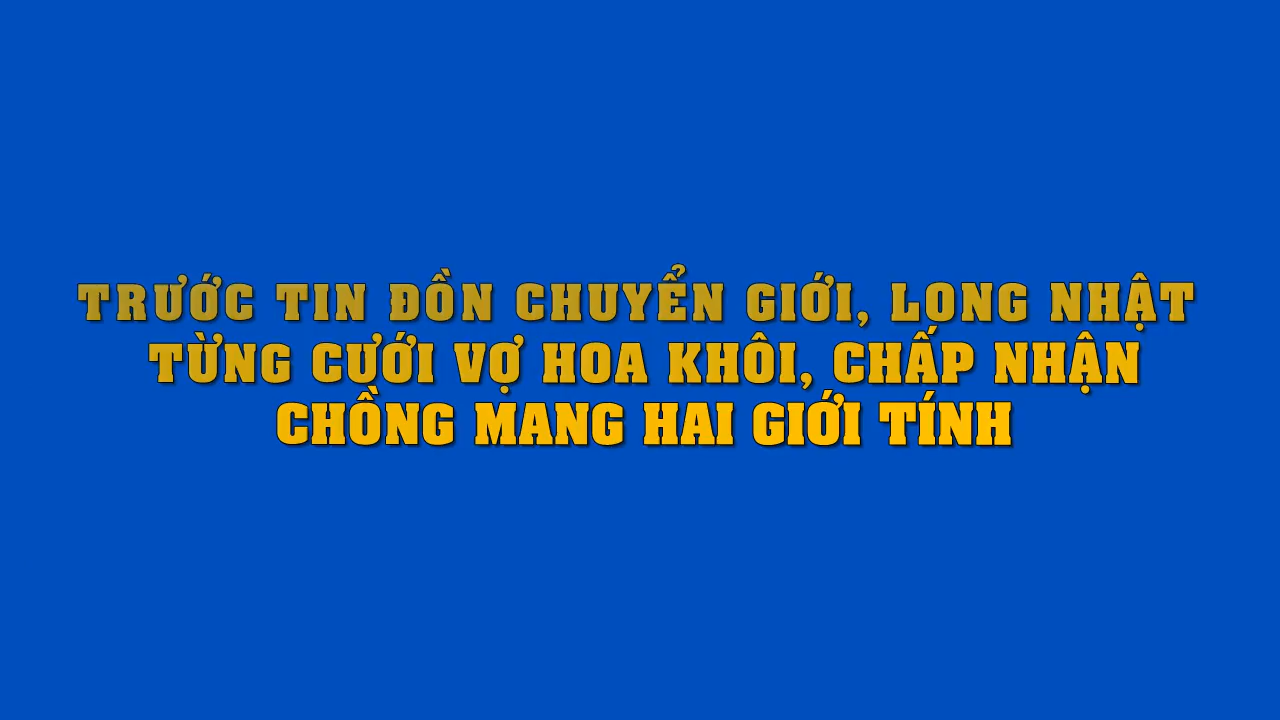 TRƯỚC TIN ĐỒN CHUYỂN GIỚI, LONG NHẬT
TỪNG CƯỚI VỢ HOA KHÔI, CHẤP NHẬN
CHỒNG MANG HAI GIỚI TÍNH